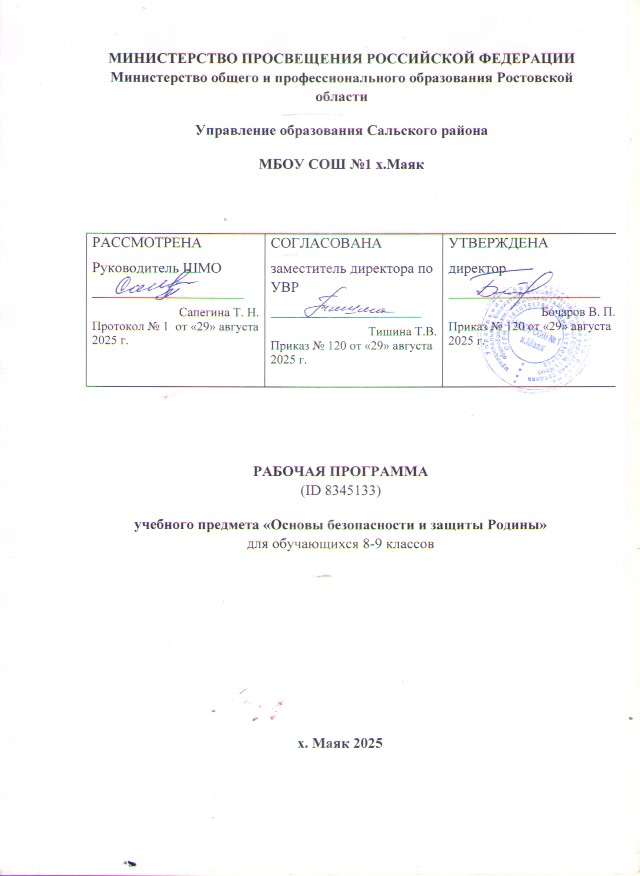 МИНИСТЕРСТВО ПРОСВЕЩЕНИЯ РОССИЙСКОЙ ФЕДЕРАЦИИ
Министерство общего и профессионального образования Ростовской
области
Управление образования Сальского района
МБОУ СОШ №1 х.Маяк
РАССМОТРЕНА
Руководитель ШМО
Сапегина Т. Н.
Протокол № 1 от «29» августа
2025 г.
СОГЛАСОВАНА
заместитель директора по
УВР
Тишина Т.В.
Приказ № 120 от «29» августа
2025 г.
УТВЕРЖДЕНА
директор
Бочаров В. П.
Приказ № 120 от «29» августа
2025 г.
РАБОЧАЯ ПРОГРАММА
(ID 8345133)
учебного предмета «Основы безопасности и защиты Родины»
для обучающихся 8-9 классов
х. Маяк 2025